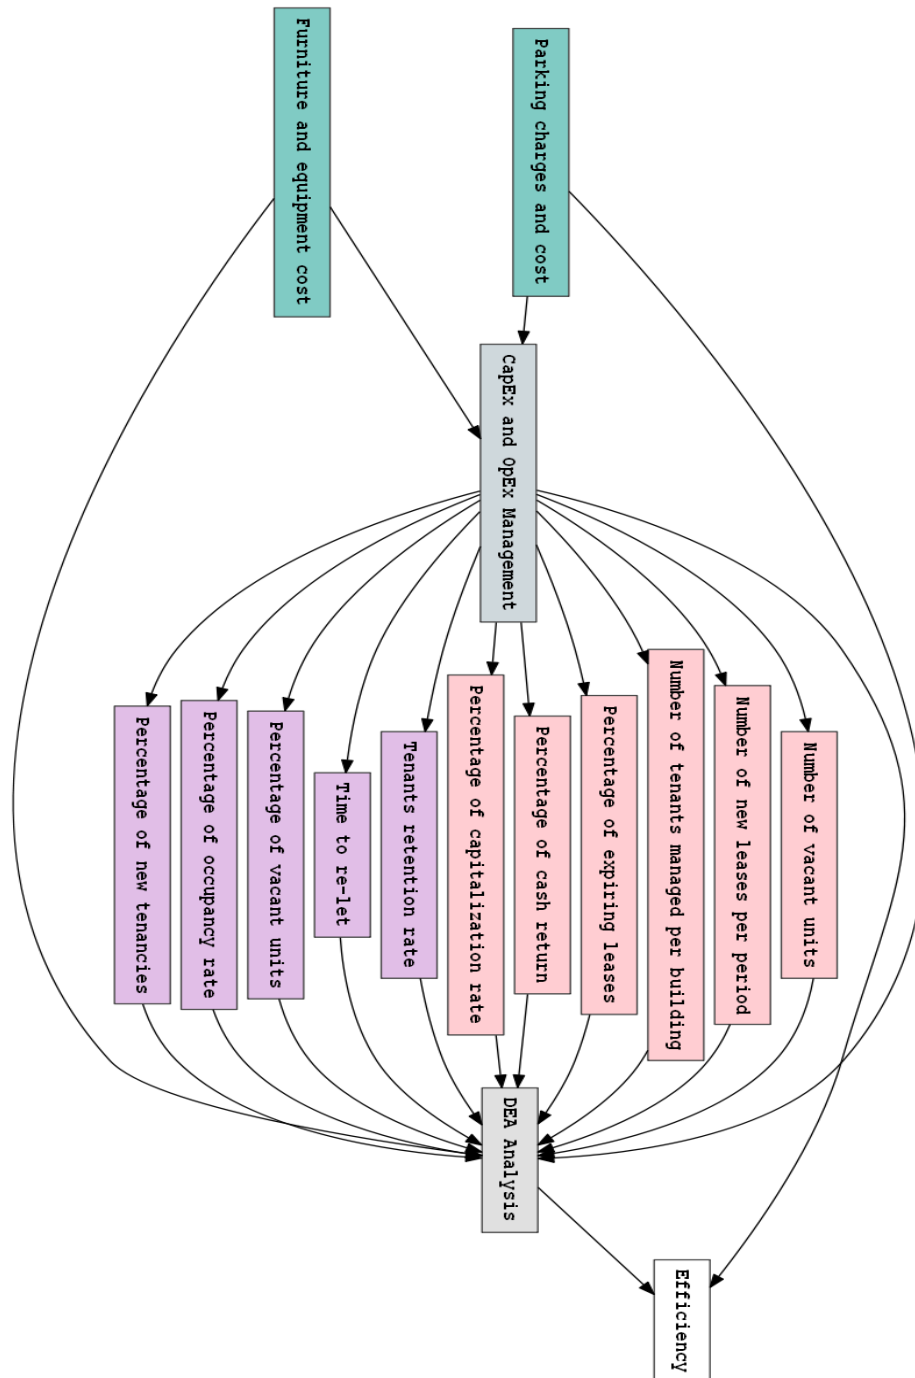 Furniture and equipment cost
Parking charges and cost
CapEx and OpEx Management
Percentage of new tenancies
Percentage of occupancy rate
Percentage of vacant units
Time to re-let
Tenants retention rate
Percentage of capitalization rate
Percentage of cash return
Percentage of expiring leases
Number of tenants managed per building
Number of new leases per period
Number of vacant units
DEA Analysis
Efficiency